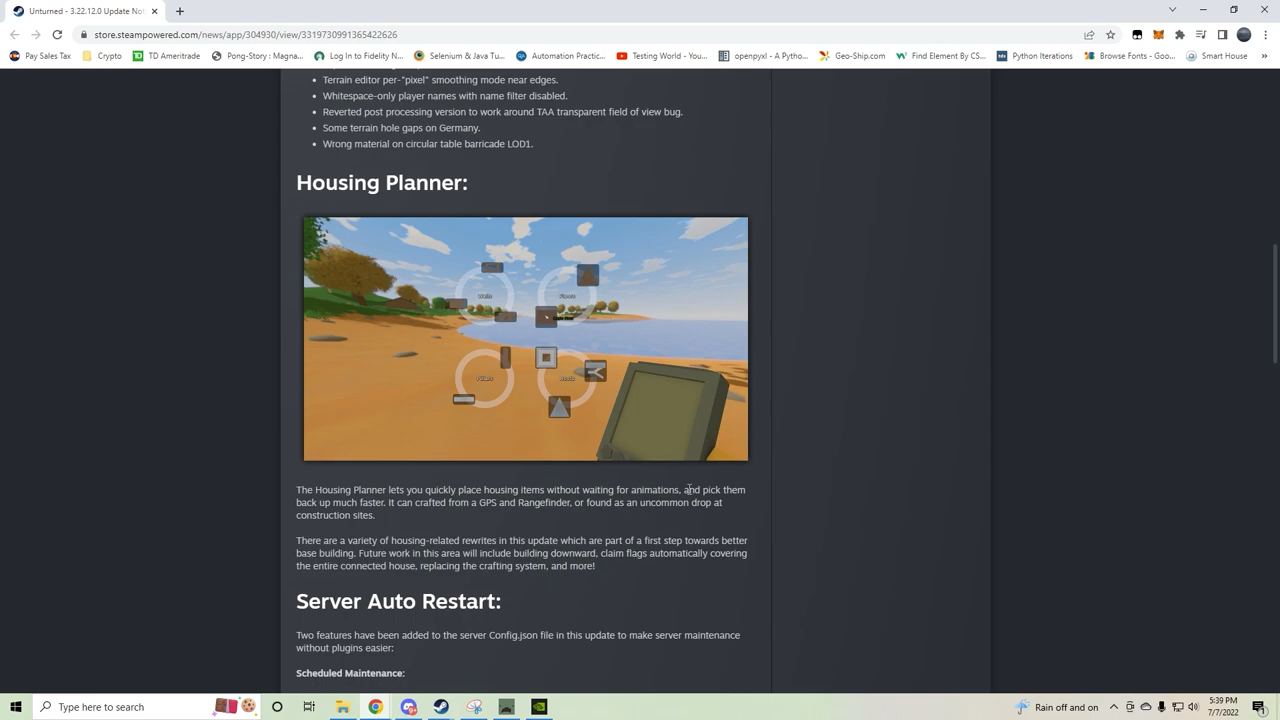 Unturned - 3.22.12.0 Update Not
store.steampowered.com/news/app/304930/view/3319730991365422626
Pay Sales Tax
Crypto
TD Ameritrade
Pong-Story : Magna...
Log In to Fidelity N...
Selenium & Java Tu...
Automation Practic...
Testing World - You...
openpyxl - A Pytho...
Geo-Ship.com
Find Element By CS...
Python Iterations
Browse Fonts - Goo...
Smart House
Terrain editor per-"pixel" smoothing mode near edges.
Whitespace-only player names with name filter disabled.
Reverted post processing version to work around TAA transparent field of view bug.
Some terrain hole gaps on Germany.
Wrong material on circular table barricade LOD1.
Housing Planner:
Walls
Floors
Pillars
Roofs
The Housing Planner lets you quickly place housing items without waiting for animations, and pick them
back up much faster. It can crafted from a GPS and Rangefinder, or found as an uncommon drop at
construction sites.
There are a variety of housing-related rewrites in this update which are part of a first step towards better
base building. Future work in this area will include building downward, claim flags automatically covering
the entire connected house, replacing the crafting system, and more!
Server Auto Restart:
Two features have been added to the server Config.json file in this update to make server maintenance
without plugins easier:
Scheduled Maintenance:
Type here to search
Rain off and on
5:39 PM
7/7/2022